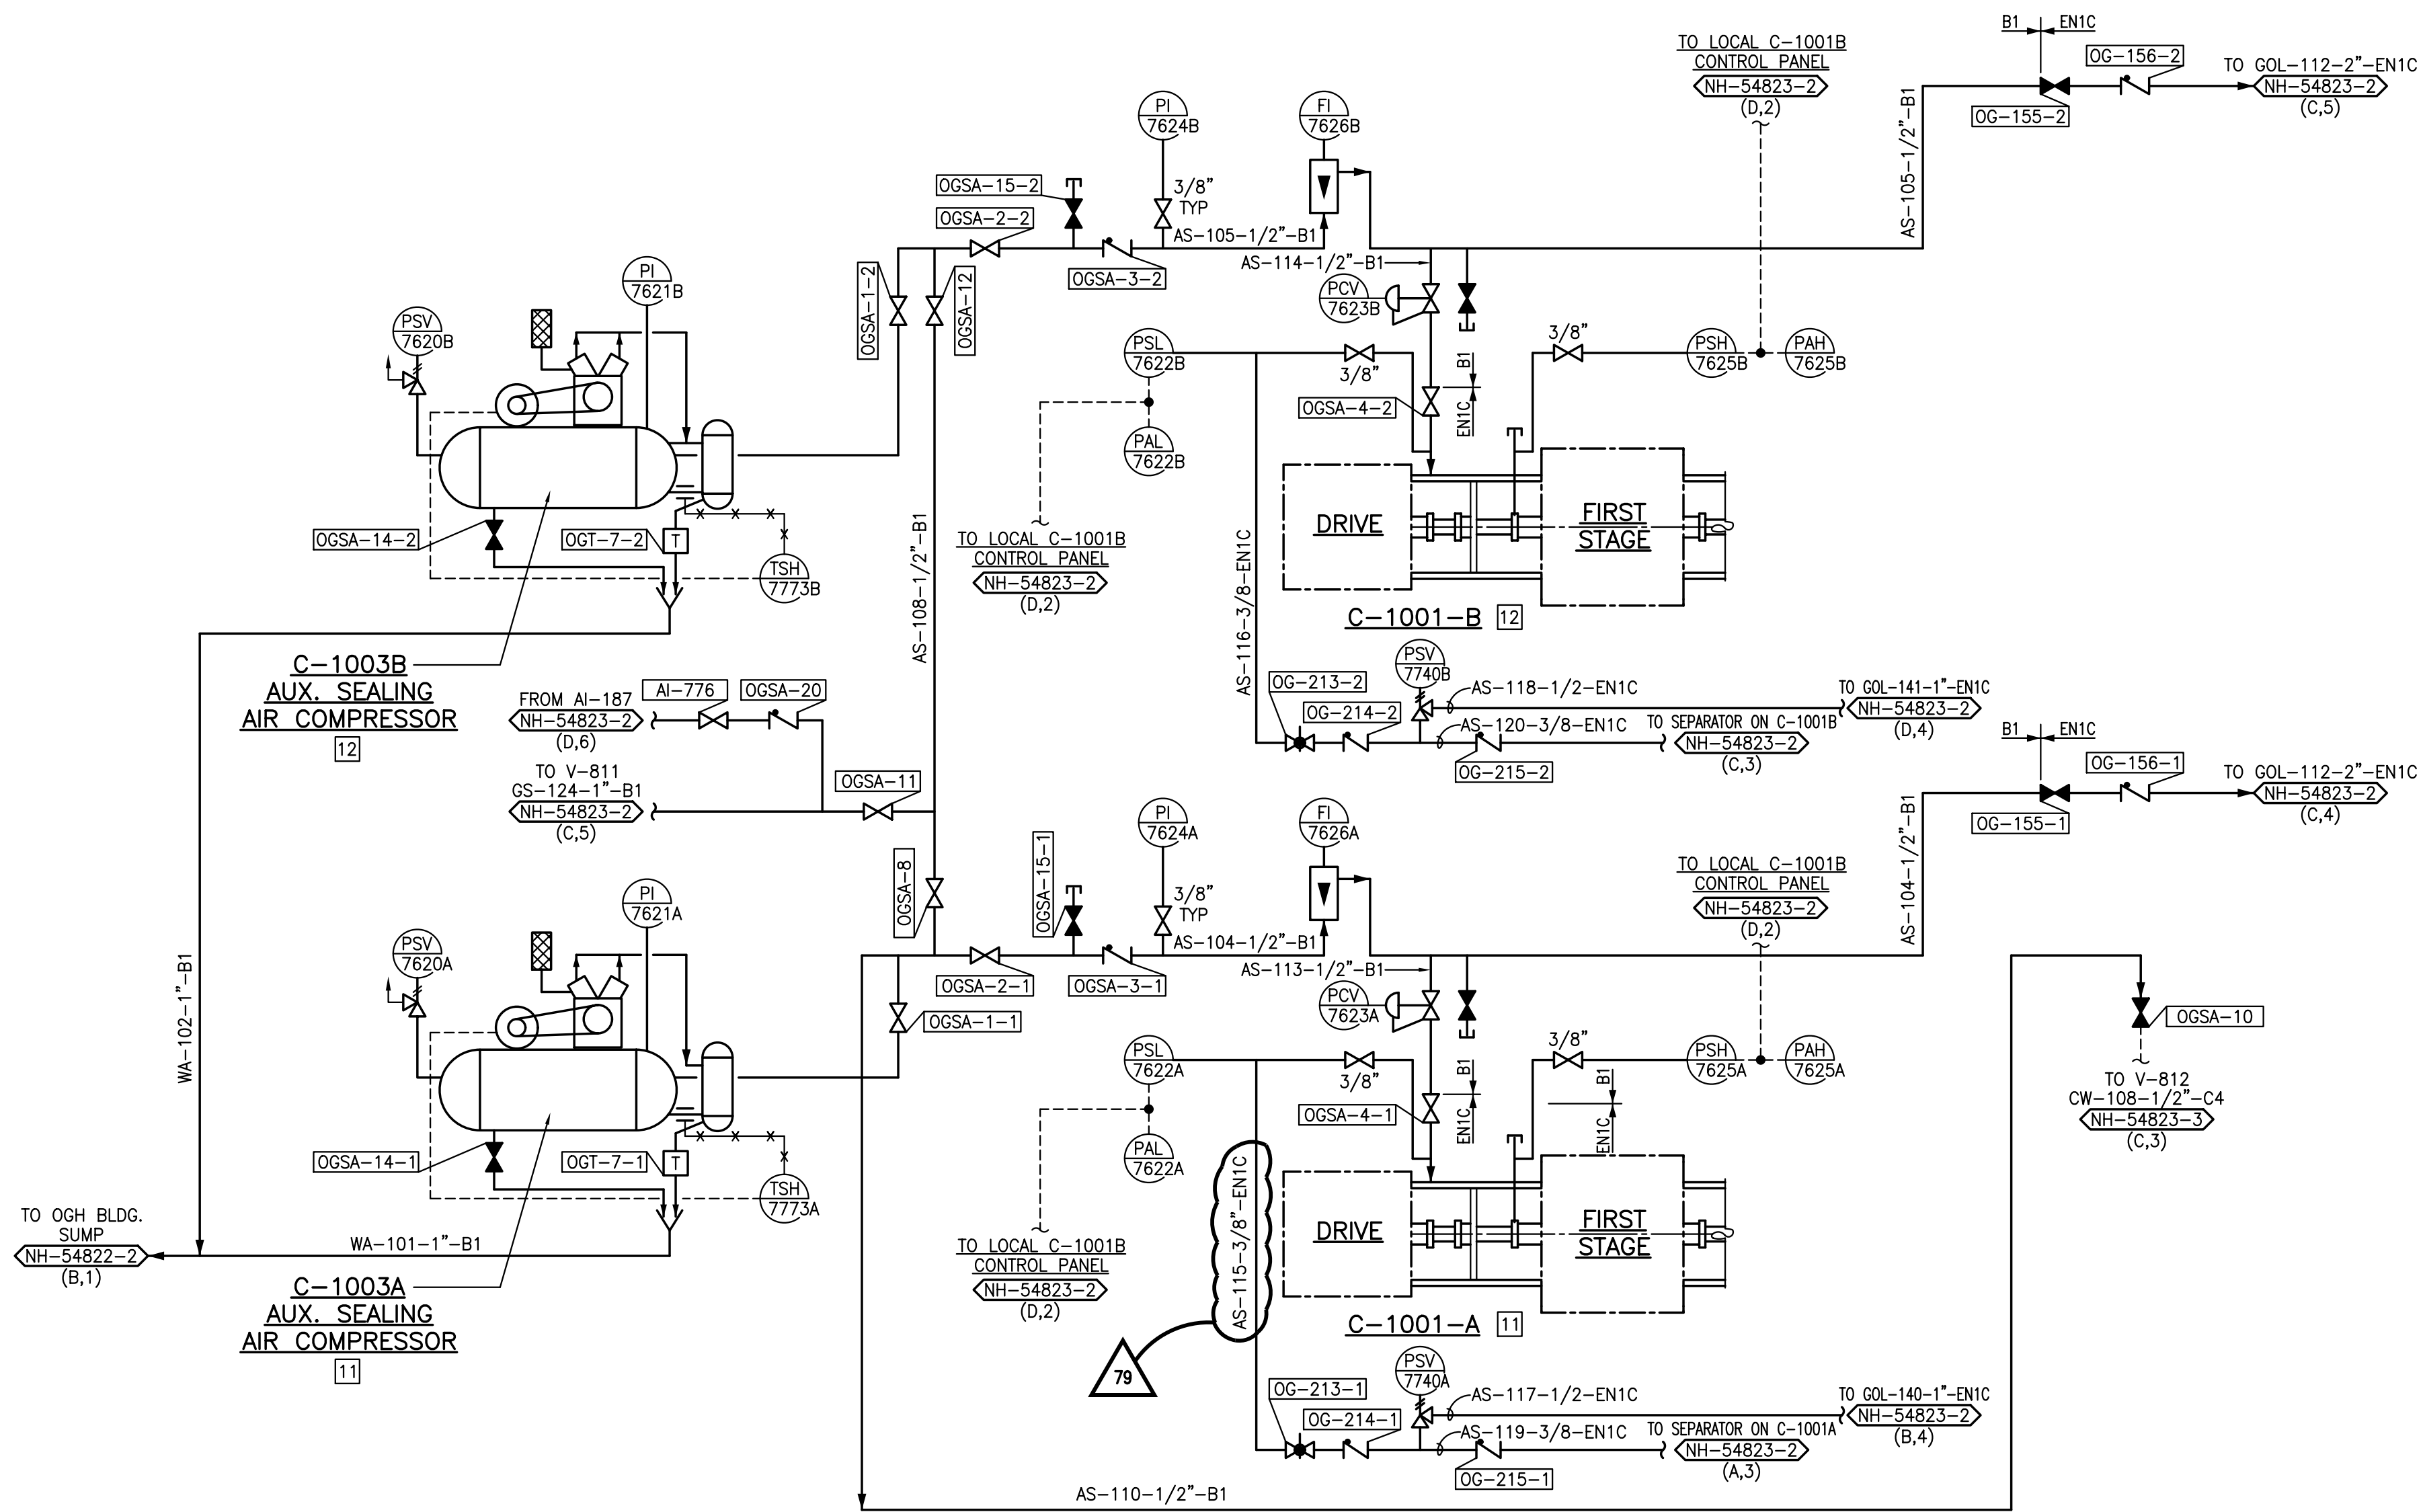 B1
EN1C
TO LOCAL C-1001B
CONTROL PANEL
NH-54823-2
(D,2)
OG-156-2
TO GOL-112-2"-EN1C
NH-54823-2
(C,5)
OG-155-2
AS-105-1/2"-B1
PI
7624B
FI
7626B
OGSA-15-2
OGSA-2-2
3/8"
TYP
AS-105-1/2"-B1
OGSA-3-2
AS-114-1/2"-B1
PCV
7623B
OGSA-1-2
OGSA-12
PI
7621B
PSV
7620B
PSL
7622B
3/8"
B1
EN1C
3/8"
PSH
7625B
PAH
7625B
OGSA-4-2
PAL
7622B
DRIVE
FIRST
STAGE
TO LOCAL C-1001B
CONTROL PANEL
NH-54823-2
(D,2)
OGSA-14-2
OGT-7-2
T
TSH
7773B
AS-108-1/2"-B1
AS-116-3/8-EN1C
C-1001-B
12
C-1003B
AUX. SEALING
AIR COMPRESSOR
12
FROM AI-187
NH-54823-2
(D,6)
AI-776
OGSA-20
TO V-811
GS-124-1"-B1
NH-54823-2
(C,5)
OGSA-11
PSV
7740B
OG-213-2
OG-214-2
AS-118-1/2-EN1C
AS-120-3/8-EN1C
OG-215-2
TO GOL-141-1"-EN1C
NH-54823-2
(D,4)
TO SEPARATOR ON C-1001B
NH-54823-2
(C,3)
B1
EN1C
OG-156-1
TO GOL-112-2"-EN1C
NH-54823-2
(C,4)
OG-155-1
AS-104-1/2"-B1
PI
7624A
FI
7626A
OGSA-8
OGSA-15-1
3/8"
TYP
AS-104-1/2"-B1
OGSA-2-1
OGSA-3-1
AS-113-1/2"-B1
PCV
7623A
OGSA-1-1
TO LOCAL C-1001B
CONTROL PANEL
NH-54823-2
(D,2)
PI
7621A
PSV
7620A
PSL
7622A
3/8"
B1
EN1C
3/8"
PSH
7625A
PAH
7625A
B1
EN1C
OGSA-4-1
PAL
7622A
OGSA-10
TO V-812
CW-108-1/2"-C4
NH-54823-3
(C,3)
WA-102-1"-B1
OGSA-14-1
OGT-7-1
T
TSH
7773A
DRIVE
FIRST
STAGE
AS-115-3/8"-EN1C
TO LOCAL C-1001B
CONTROL PANEL
NH-54823-2
(D,2)
TO OGH BLDG.
SUMP
NH-54822-2
(B,1)
WA-101-1"-B1
C-1003A
AUX. SEALING
AIR COMPRESSOR
11
79
C-1001-A
11
PSV
7740A
OG-213-1
OG-214-1
AS-117-1/2-EN1C
AS-119-3/8-EN1C
OG-215-1
TO GOL-140-1"-EN1C
NH-54823-2
(B,4)
TO SEPARATOR ON C-1001A
NH-54823-2
(A,3)
AS-110-1/2"-B1